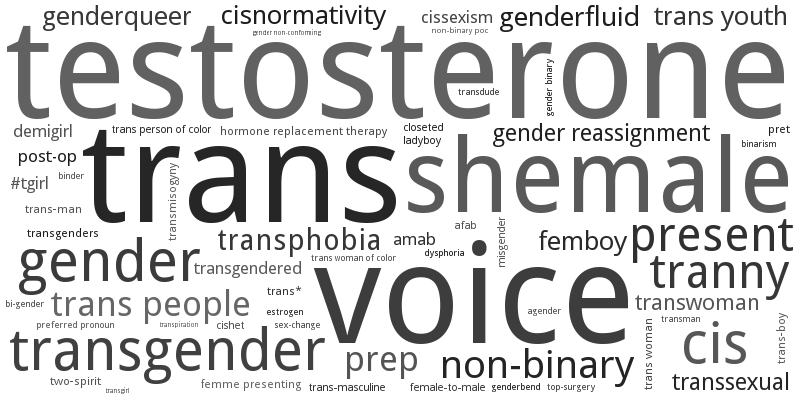 genderqueer
cisnormativity
cissexism
genderfluid
trans youth
gender non-conforming
non-binary poc
testosterone
transdude
gender binary
demigirl
trans person of color
hormone replacement therapy
closeted
gender reassignment
pret
ladyboy
binarism
post-op
trans
shemale
#tgirl
binder
transmisogyny
trans-man
afab
misgender
transgenders
transphobia
amab
femboy
present
dysphoria
gender
transgendered
trans woman of color
voice
tranny
trans*
bi-gender
trans people
estrogen
agender
transwoman
preferred pronoun
transpiration
cishet
sex-change
transman
trans-boy
transgender
prep
non-binary
trans woman
cis
two-spirit
femme presenting
trans-masculine
female-to-male
genderbend
top-surgery
transsexual
transgirl